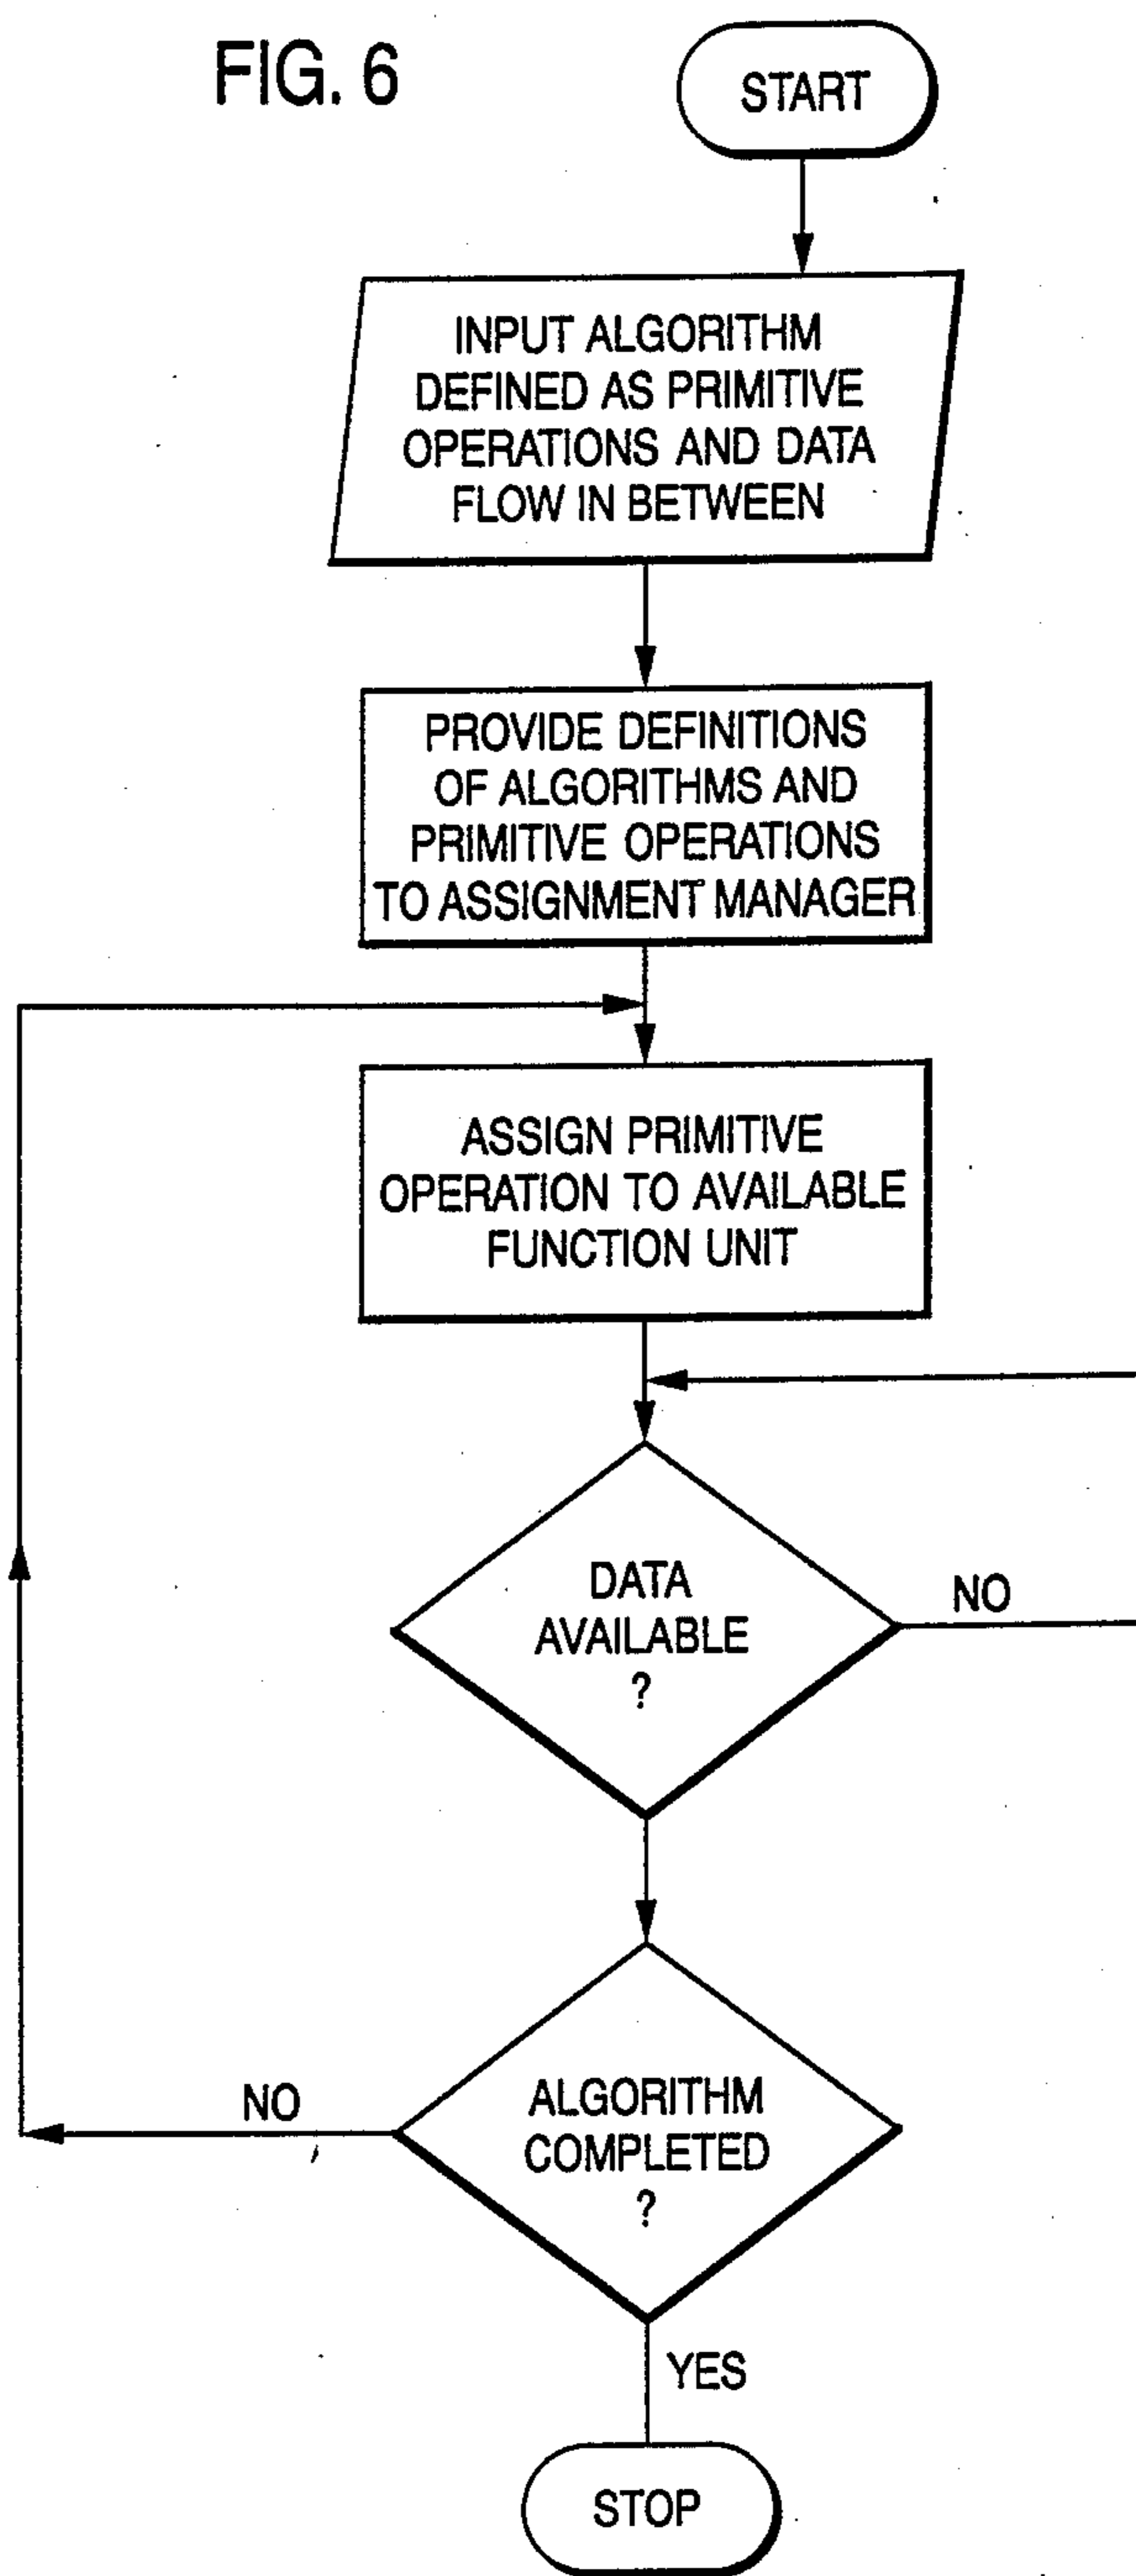 FIG. 6
START
INPUT ALGORITHM
DEFINED AS PRIMITIVE
OPERATIONS AND DATA
FLOW IN BETWEEN
PROVIDE DEFINITIONS
OF ALGORITHMS AND
PRIMITIVE OPERATIONS
TO ASSIGNMENT MANAGER
ASSIGN PRIMITIVE
OPERATION TO AVAILABLE
FUNCTION UNIT
DATA
AVAILABLE
?
NO
ALGORITHM
COMPLETED
?
NO
YES
STOP